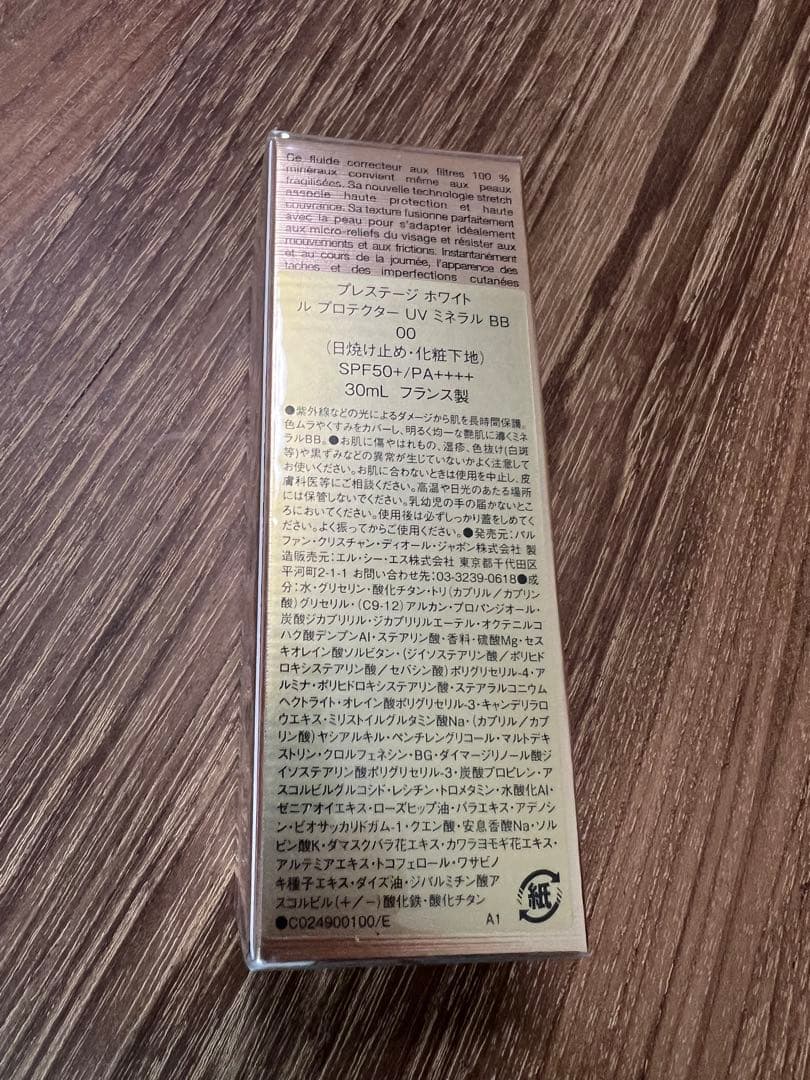 Ce fluide correcteur aux filtres 100 %
minéraux convient même aux peaux
fragilisées. Sa nouvelle technologie stretch
associe haute protection et haute
couvrance. Sa texture fusionne parfaitement
avec la peau pour s'adapter idéalement
aux micro-reliefs du visage et résister aux
mouvements et aux frictions. Instantanément
et au cours de la journée, l'apparence des
taches et des imperfections cutanées
プレステージ ホワイト
ル プロテクター UV ミネラル BB
00
(日焼け止め・化粧下地)
SPF50+/PA++++
30mL フランス製
●紫外線などの光によるダメージから肌を長時間保護。
色ムラやくすみをカバーし、明るく均一な艶肌に導くミネ
ラルBB。●お肌に傷やはれもの、湿疹、色抜け(白斑
等)や黒ずみなどの異常が生じていないかよく注意して
お使いください。お肌に合わないときは使用を中止し、皮
膚科医等にご相談ください。高温や日光のあたる場所
には保管しないでください。乳幼児の手の届かないとこ
ろにおいてください。使用後は必ずしっかり蓋をしめてく
ださい。よく振ってからご使用ください。●発売元:パル
ファン・クリスチャン・ディオール・ジャポン株式会社 製
造販売元:エル・シー・エス株式会社 東京都千代田区
平河町2-1-1 お問い合わせ先:03-3239-0618●成
分:水・グリセリン・酸化チタン・トリ(カプリル/カプリン
酸)グリセリル・(C9-12)アルカン・プロパンジオール・
炭酸ジカプリリル・ジカプリリルエーテル・オクテニルコ
ハク酸デンプンAl・ステアリン酸・香料・硫酸Mg・セス
キオレイン酸ソルビタン・(ジイソステアリン酸/ポリヒド
ロキシステアリン酸/セバシン酸)ポリグリセリル-4・ア
ルミナ・ポリヒドロキシステアリン酸・ステアラルコニウム
ヘクトライト・オレイン酸ポリグリセリル-3・キャンデリラロ
ウエキス・ミリストイルグルタミン酸Na・(カプリル/カプ
リン酸)ヤシアルキル・ペンチレングリコール・マルトデキ
ストリン・クロルフェネシン・BG・ダイマージリノール酸ジ
イソステアリン酸ポリグリセリル-3・炭酸プロピレン・ア
スコルビルグルコシド・レシチン・トロメタミン・水酸化Al・
ゼニアオイエキス・ローズヒップ油・バラエキス・アデノシ
ン・ビオサッカリドガム-1・クエン酸・安息香酸Na・ソル
ビン酸K・ダマスクバラ花エキス・カワラヨモギ花エキス・
アルテミアエキス・トコフェロール・ワサビノ
キ種子エキス・ダイズ油・ジパルミチン酸ア
スコルビル(+/-)酸化鉄・酸化チタン
●C024900100/E A1
紙